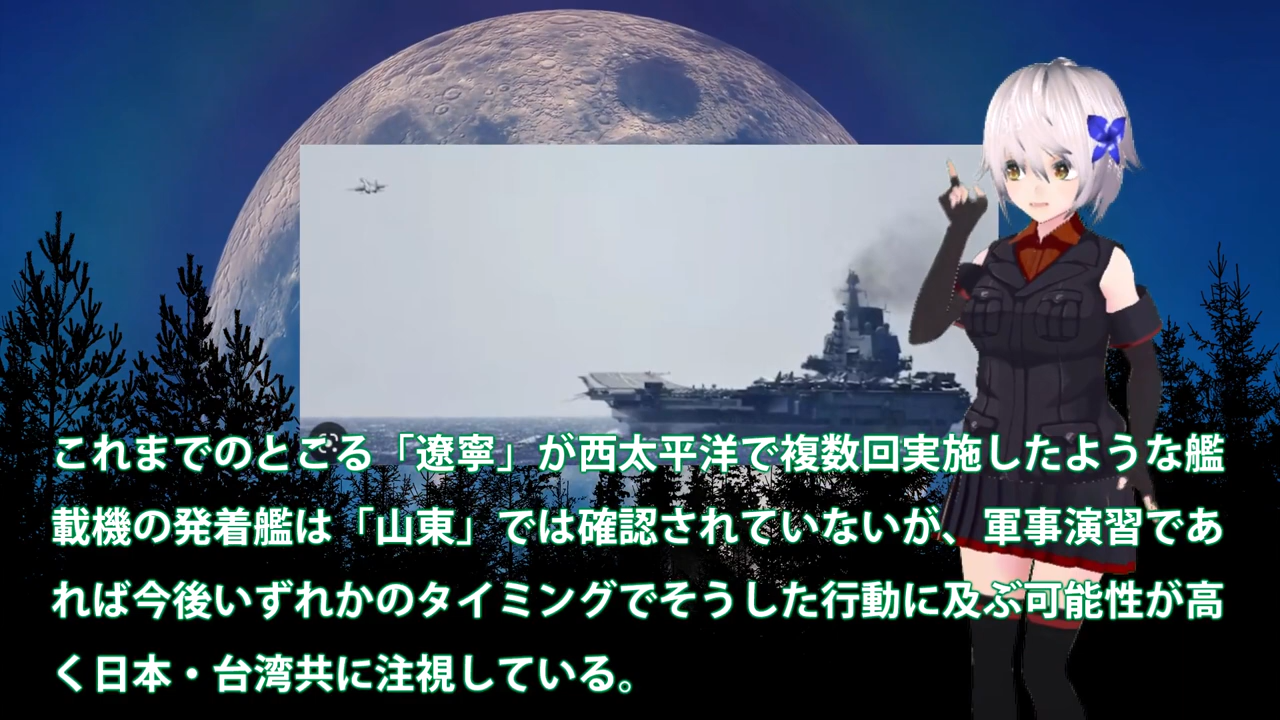 これまでのところ「遼寧」が西太平洋で複数回実施したような艦
載機の発着艦は「山東」では確認されていないが、軍事演習であ
れば今後いずれかのタイミングでそうした行動に及ぶ可能性が高
く日本・台湾共に注視している。